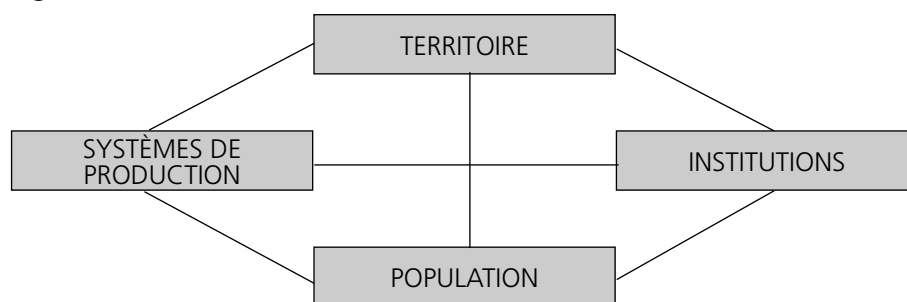 TERRITOIRE
SYSTÈMES DE
PRODUCTION
INSTITUTIONS
POPULATION